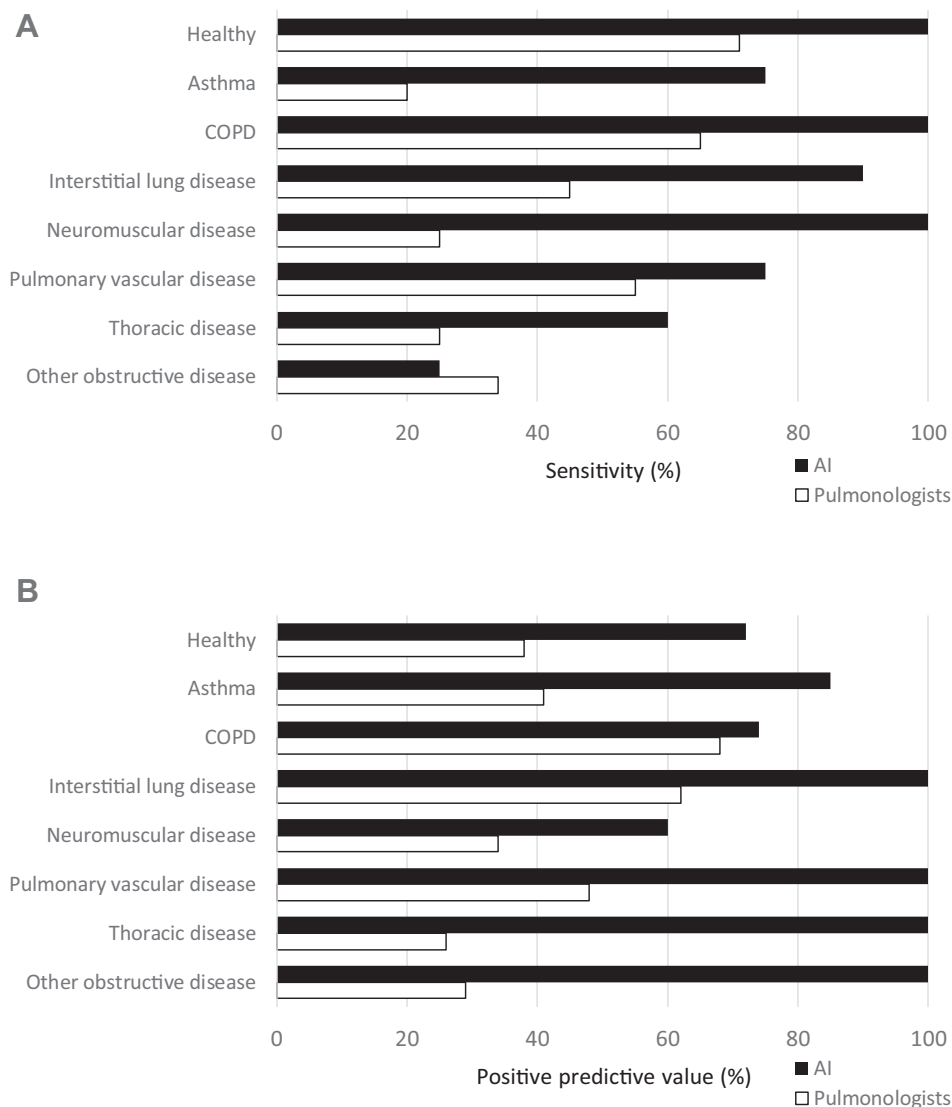 A
Healthy
Asthma
COPD
Interstitial lung disease
Neuromuscular disease
Pulmonary vascular disease
Thoracic disease
Other obstructive disease
0 20 40 60 80 100
Sensitivity (%)
AI
Pulmonologists
B
Healthy
Asthma
COPD
Interstitial lung disease
Neuromuscular disease
Pulmonary vascular disease
Thoracic disease
Other obstructive disease
0 20 40 60 80 100
Positive predictive value (%)
AI
Pulmonologists